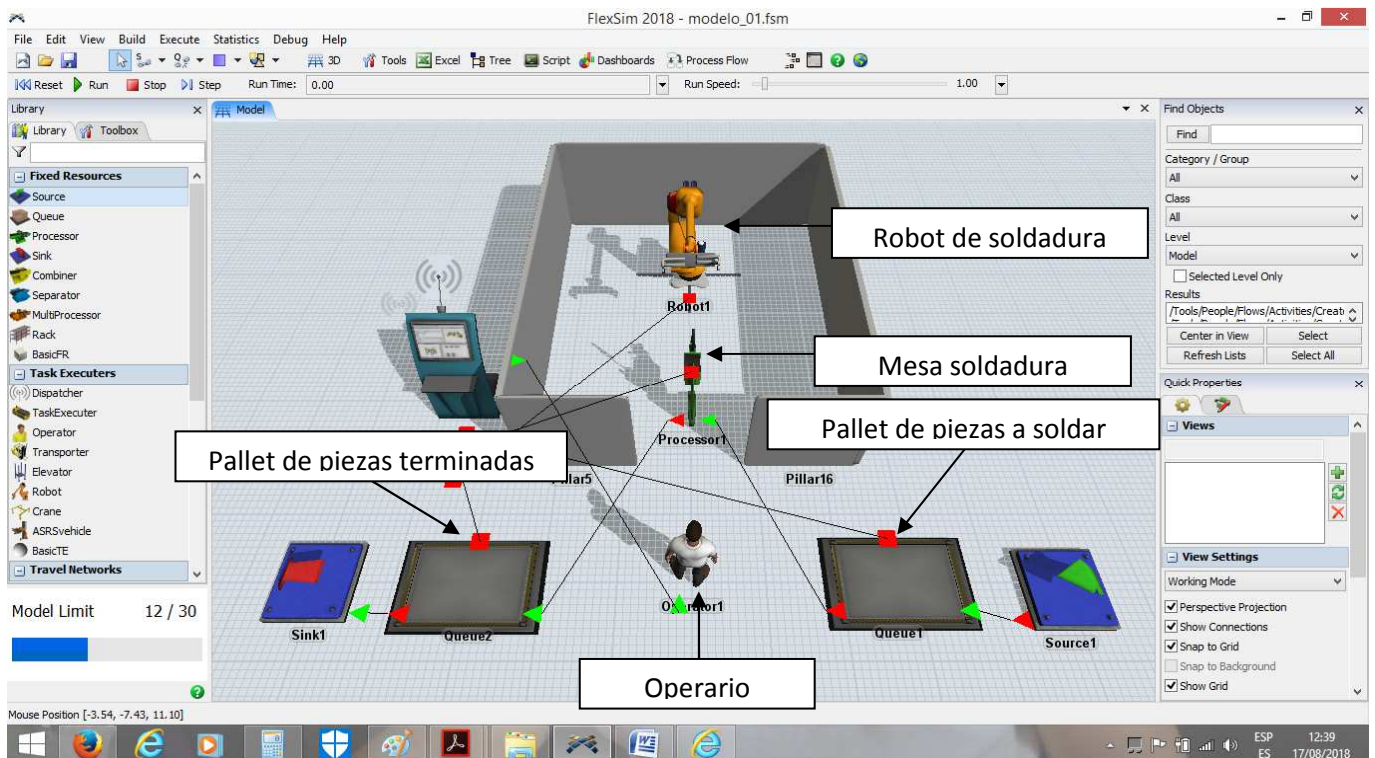 FlexSim 2018 - modelo_01.fsm
File Edit View Build Execute Statistics Debug Help
3D Tools Excel Tree Script Dashboards Process Flow
Reset Run Stop Step Run Time: 0.00 Run Speed: 1.00
Library
Library Toolbox
Fixed Resources
Source
Queue
Processor
Sink
Combiner
Separator
MultiProcessor
Rack
BasicFR
Task Executers
Dispatcher
TaskExecuter
Operator
Transporter
Elevator
Robot
Crane
ASRSvehicle
BasicTE
Travel Networks
Model Limit 12 / 30
Model
Robot de soldadura
Robot1
Mesa soldadura
Processor1
Pallet de piezas a soldar
Pallet de piezas terminadas
Pillar16
Operator1
Sink1
Queue2
Queue1
Source1
Operario
Find Objects
Find
Category / Group
All
Class
All
Level
Model
Selected Level Only
Results
/Tools/People/Flows/Activities/Creat
Center in View Select
Refresh Lists Select All
Quick Properties
Views
View Settings
Working Mode
Perspective Projection
Show Connections
Snap to Grid
Snap to Background
Show Grid
Mouse Position [-3.54, -7.43, 11.10]
ESP 12:39
ES 17/08/2018